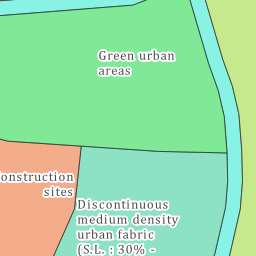 Green urban
areas
onstruction
sites
Discontinuous
medium density
urban fabric
(S.L. : 30% -